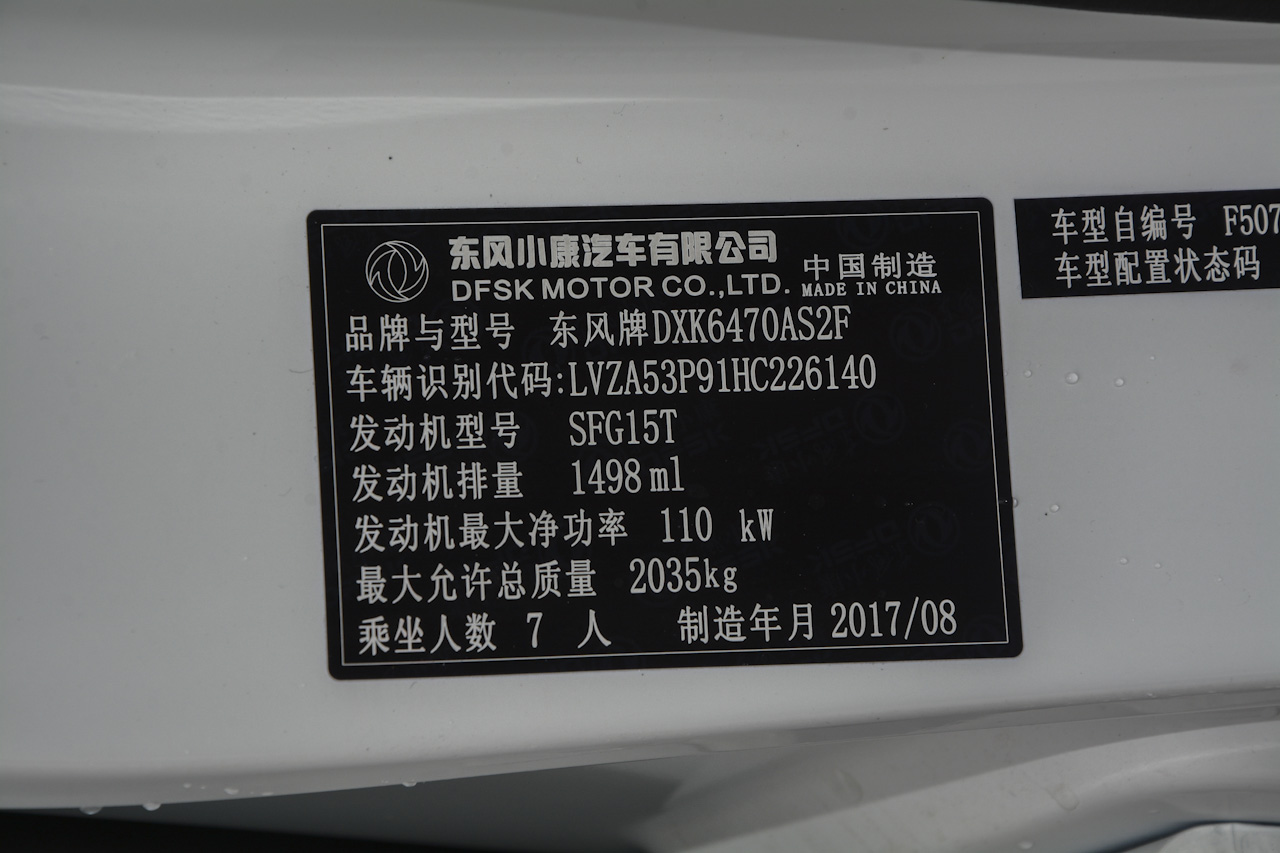 东风小康汽车有限公司
DFSK MOTOR CO.,LTD.
中国制造
MADE IN CHINA
品牌与型号 东风牌DXK6470AS2F
车辆识别代码:LVZA53P91HC226140
发动机型号 SFG15T
发动机排量 1498ml
发动机最大净功率 110 kW
最大允许总质量 2035kg
乘坐人数 7 人 制造年月 2017/08
车型自编号 F507
车型配置状态码